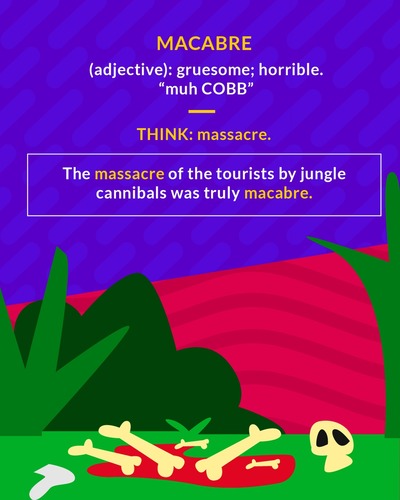 MACABRE
(adjective): gruesome; horrible.
“muh COBB”
THINK: massacre.
The massacre of the tourists by jungle
cannibals was truly macabre.